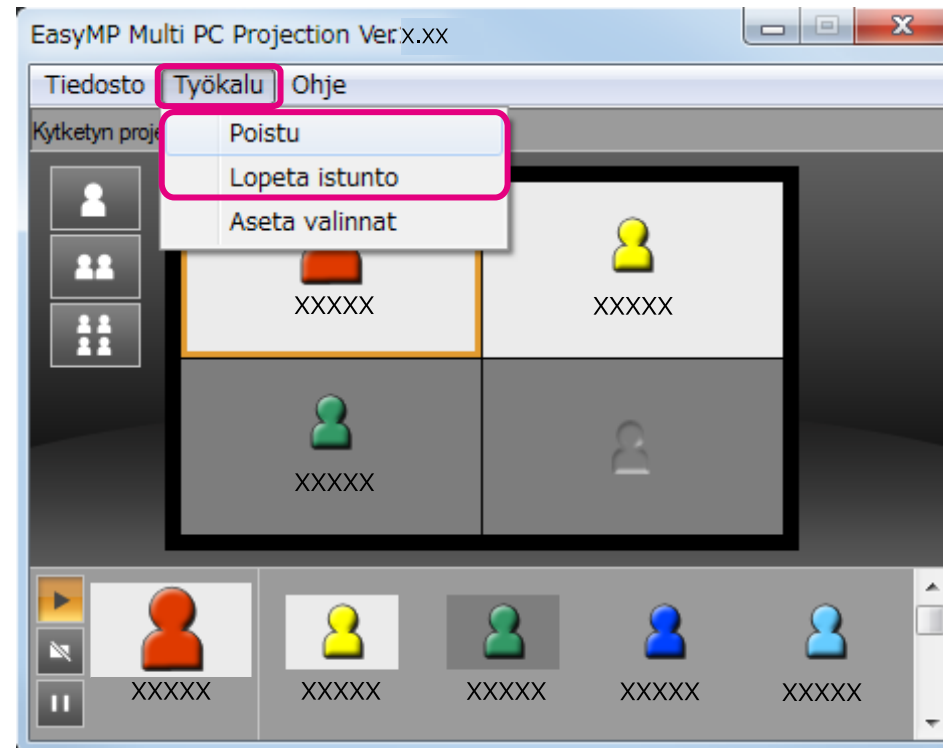 EasyMP Multi PC Projection Ver.x.xx
Tiedosto Työkalu Ohje
Kytketyn
Poistu
Lopeta istunto
Aseta valinnat
XXXXX XXXXX
XXXXX
XXXXX XXXXX XXXXX XXXXX XXXXX